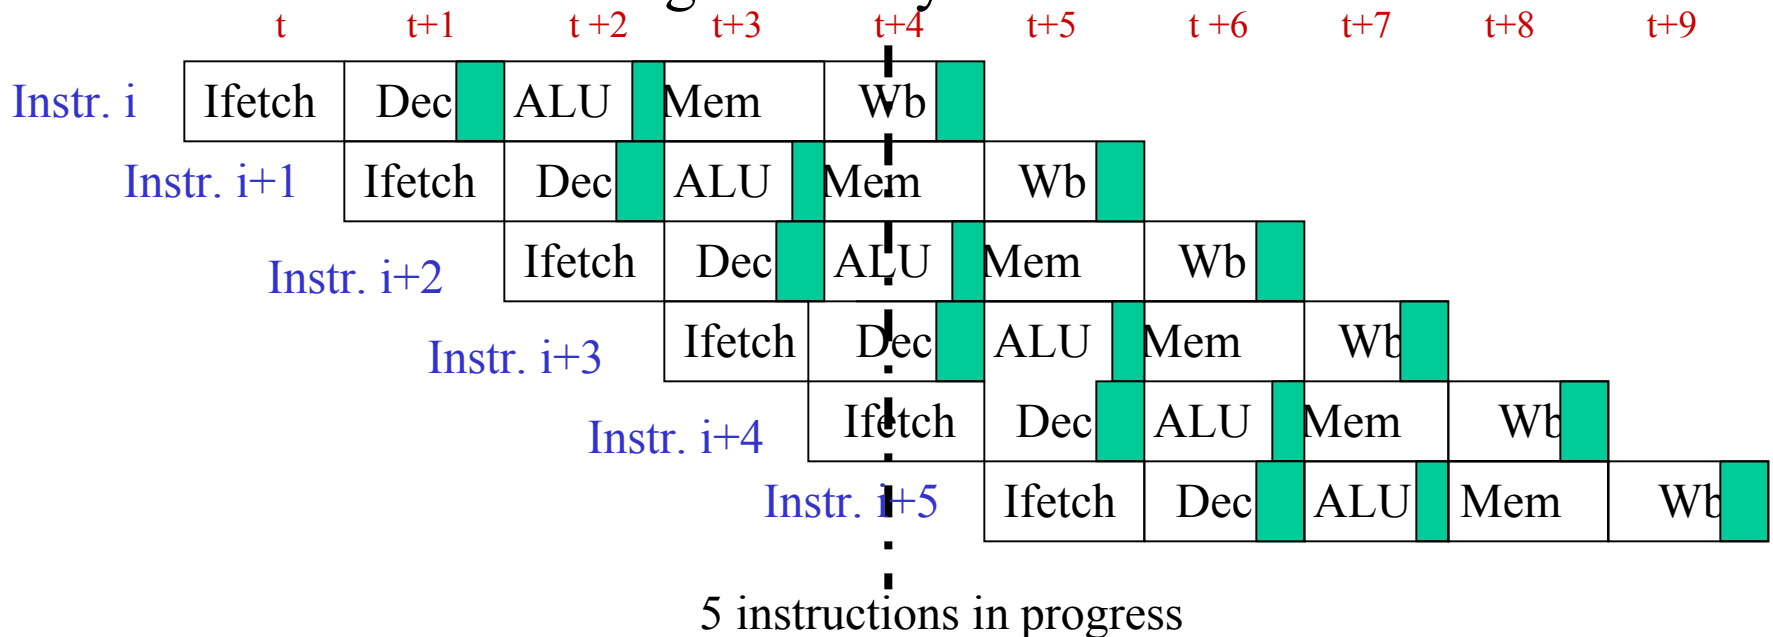 t t+1 t +2 t+3 t+4 t+5 t +6 t+7 t+8 t+9
Instr. i Ifetch Dec ALU Mem Wb
Instr. i+1 Ifetch Dec ALU Mem Wb
Instr. i+2 Ifetch Dec ALU Mem Wb
Instr. i+3 Ifetch Dec ALU Mem Wb
Instr. i+4 Ifetch Dec ALU Mem Wb
Instr. i+5 Ifetch Dec ALU Mem Wb
5 instructions in progress